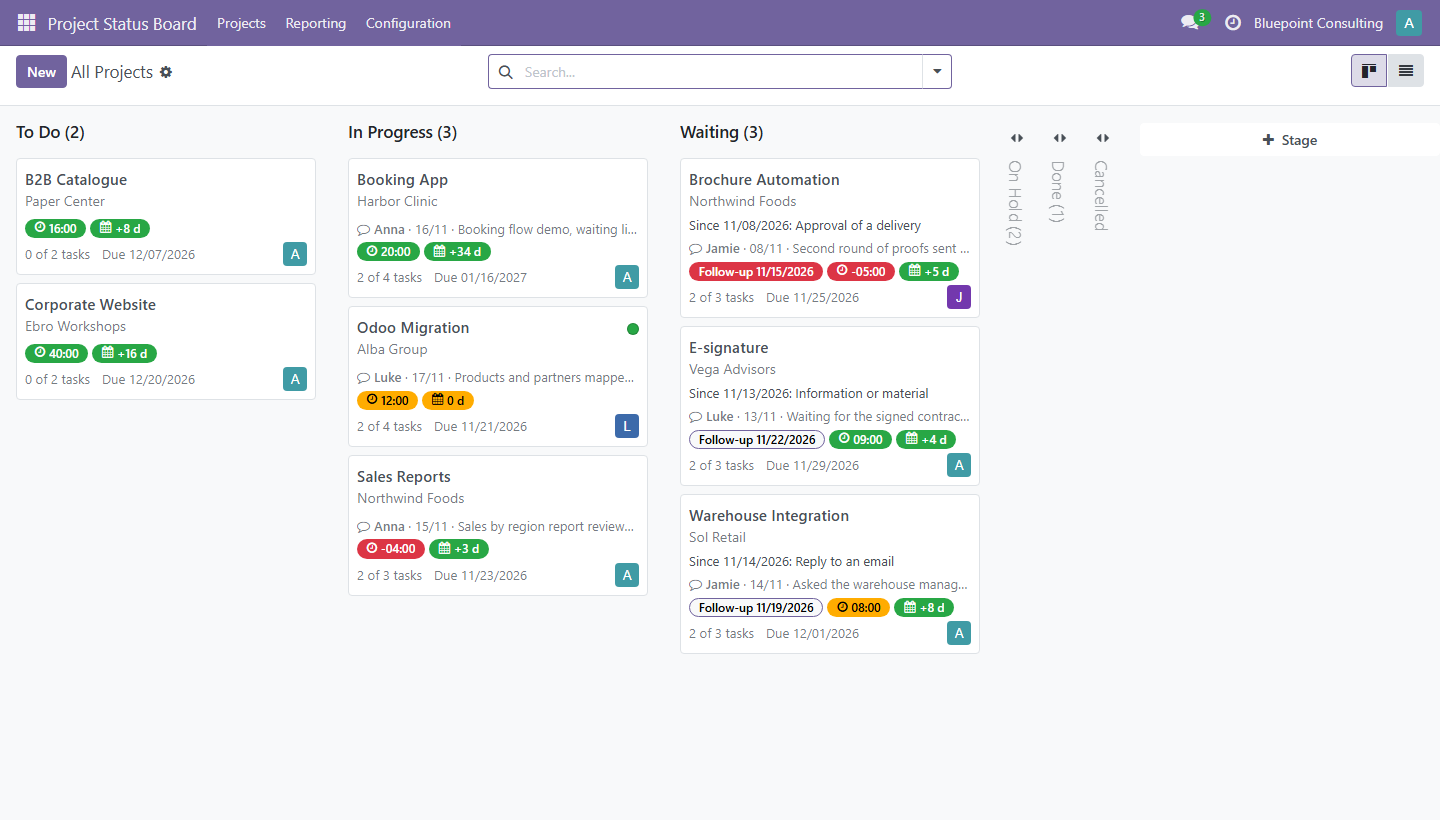 Project Status Board Projects Reporting Configuration 3 Bluepoint Consulting A
New All Projects Search...
To Do (2)
B2B Catalogue
Paper Center
16:00 +8 d
0 of 2 tasks Due 12/07/2026 A
Corporate Website
Ebro Workshops
40:00 +16 d
0 of 2 tasks Due 12/20/2026 A
In Progress (3)
Booking App
Harbor Clinic
Anna · 16/11 · Booking flow demo, waiting li...
20:00 +34 d
2 of 4 tasks Due 01/16/2027 A
Odoo Migration
Alba Group
Luke · 17/11 · Products and partners mappe...
12:00 0 d
2 of 4 tasks Due 11/21/2026 L
Sales Reports
Northwind Foods
Anna · 15/11 · Sales by region report review...
-04:00 +3 d
2 of 3 tasks Due 11/23/2026 A
Waiting (3)
Brochure Automation
Northwind Foods
Since 11/08/2026: Approval of a delivery
Jamie · 08/11 · Second round of proofs sent ...
Follow-up 11/15/2026 -05:00 +5 d
2 of 3 tasks Due 11/25/2026 J
E-signature
Vega Advisors
Since 11/13/2026: Information or material
Luke · 13/11 · Waiting for the signed contrac...
Follow-up 11/22/2026 09:00 +4 d
2 of 3 tasks Due 11/29/2026 A
Warehouse Integration
Sol Retail
Since 11/14/2026: Reply to an email
Jamie · 14/11 · Asked the warehouse manag...
Follow-up 11/19/2026 08:00 +8 d
2 of 3 tasks Due 12/01/2026 A
On Hold (2)
Done (1)
Cancelled
+ Stage